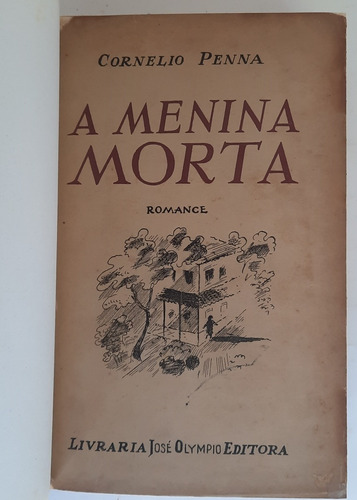 CORNELIO PENNA
A MENINA
MORTA
ROMANCE
LIVRARIA JOSÉ OLYMPIO EDITORA